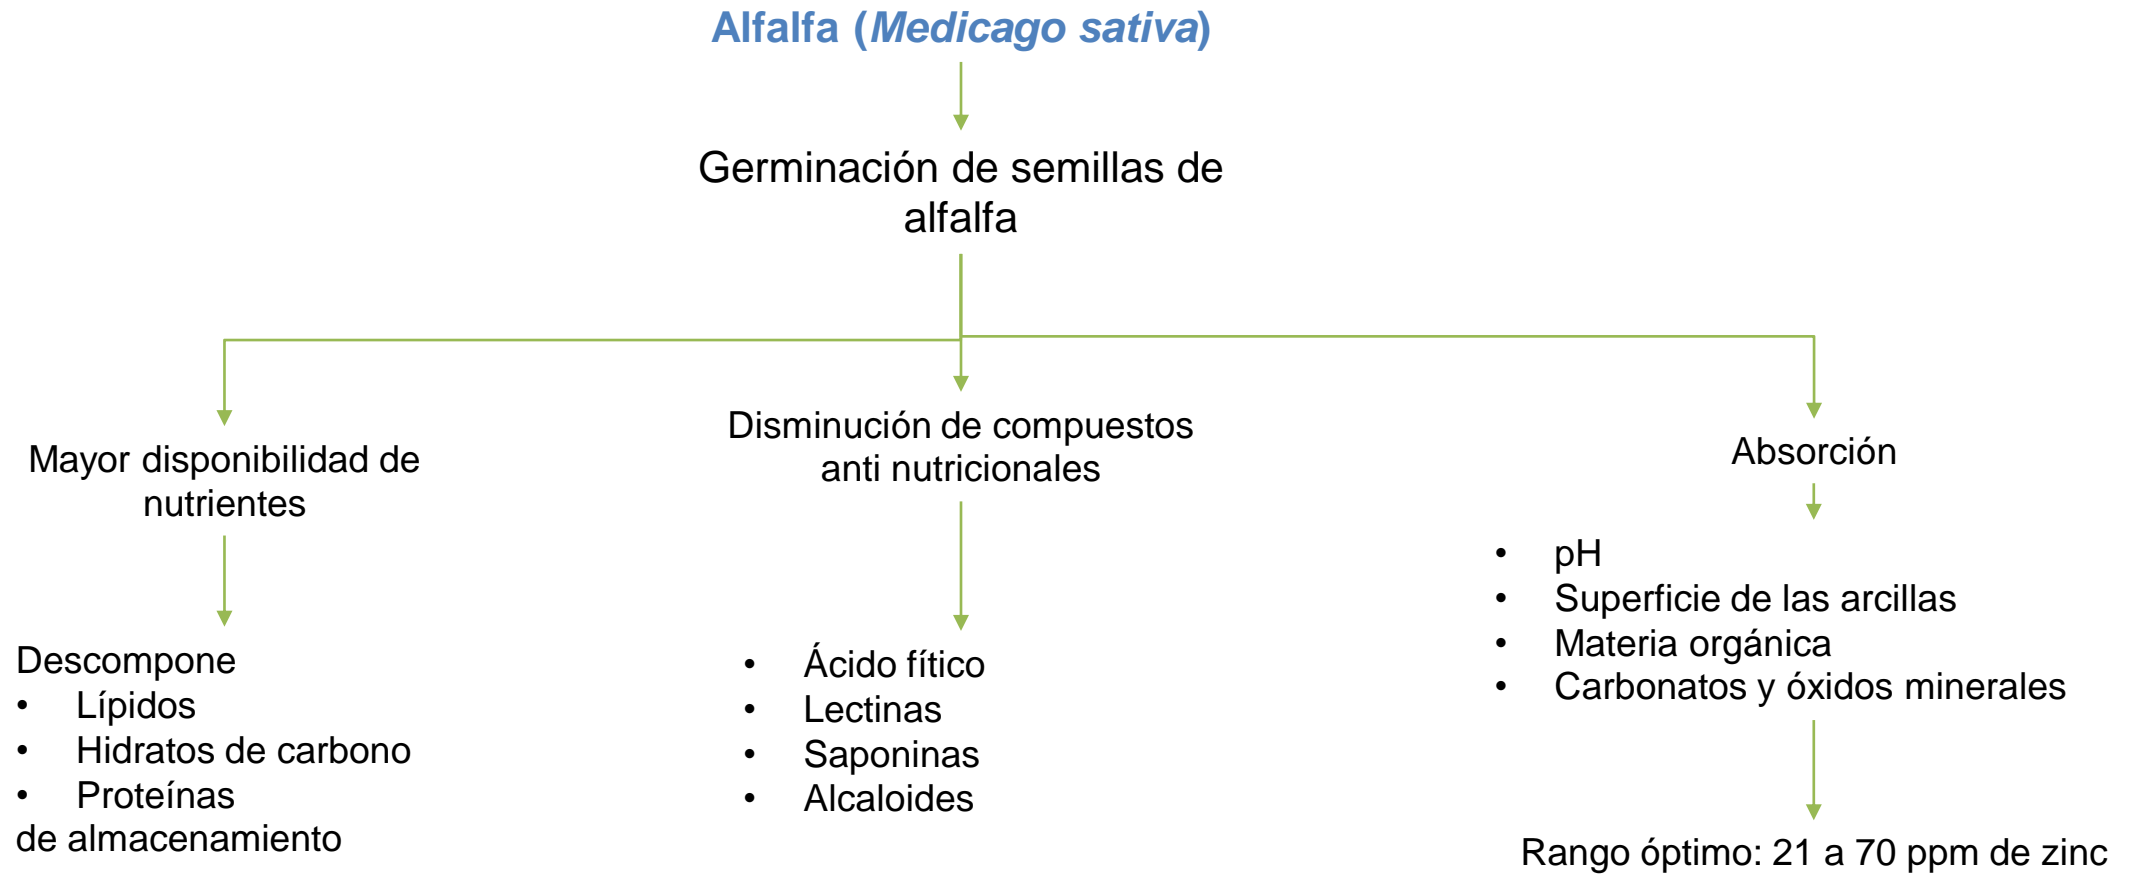 Alfalfa (Medicago sativa)
Germinación de semillas de
alfalfa
Mayor disponibilidad de
nutrientes
Descompone
• Lípidos
• Hidratos de carbono
• Proteínas
de almacenamiento
Disminución de compuestos
anti nutricionales
• Ácido fítico
• Lectinas
• Saponinas
• Alcaloides
Absorción
• pH
• Superficie de las arcillas
• Materia orgánica
• Carbonatos y óxidos minerales
Rango óptimo: 21 a 70 ppm de zinc